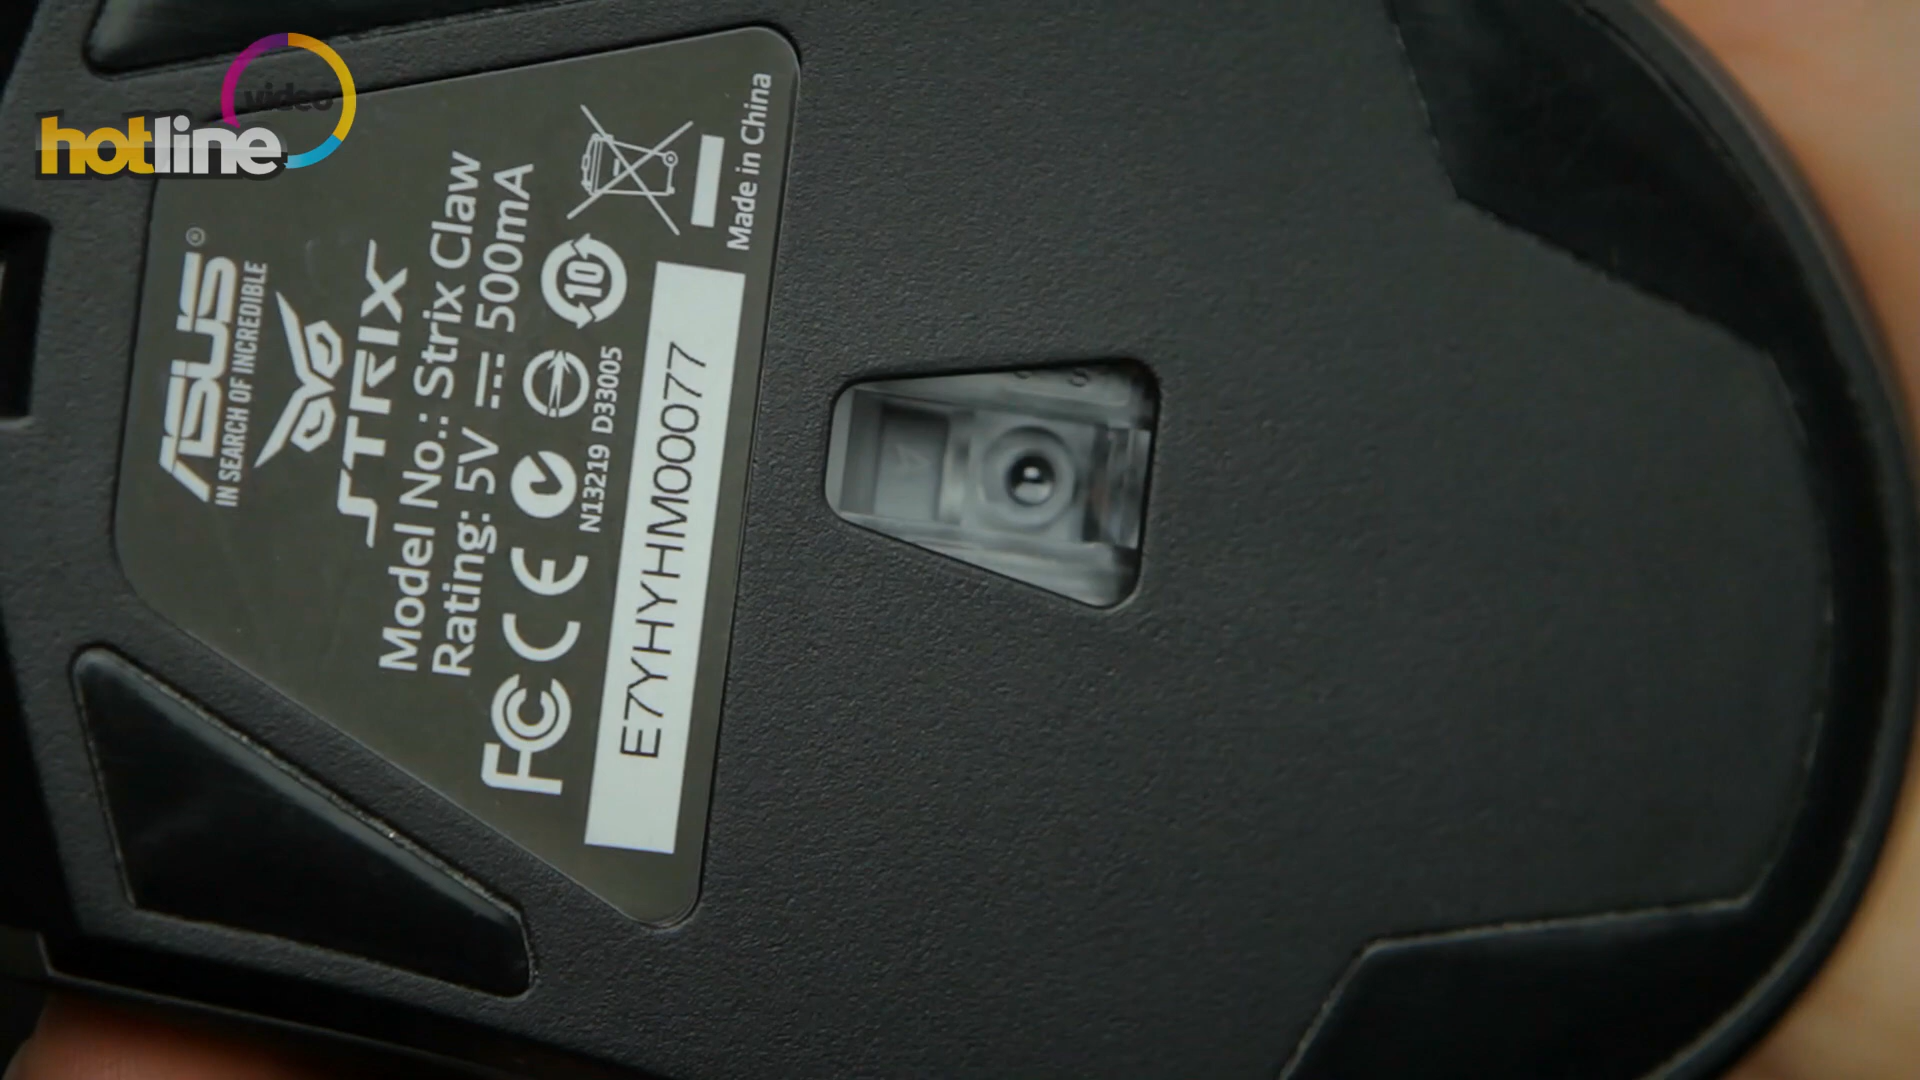 video
hotline
ASUS®
IN SEARCH OF INCREDIBLE
STRIX
Model No.: Strix Claw
Rating: 5V ⎓ 500mA
FC CE 10
N13219 D33005
E7YHYHM00077
Made in China